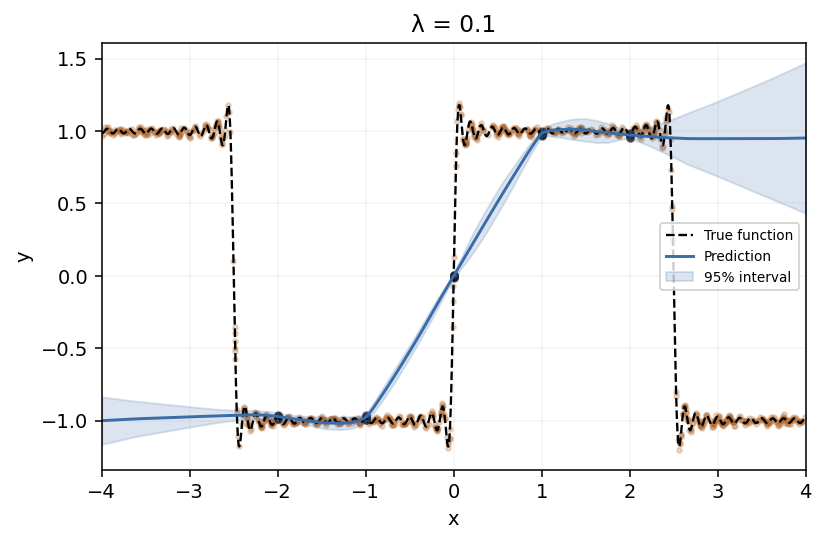 λ = 0.1
1.5
1.0
0.5
0.0
−0.5
−1.0
y
True function
Prediction
95% interval
−4 −3 −2 −1 0 1 2 3 4
x